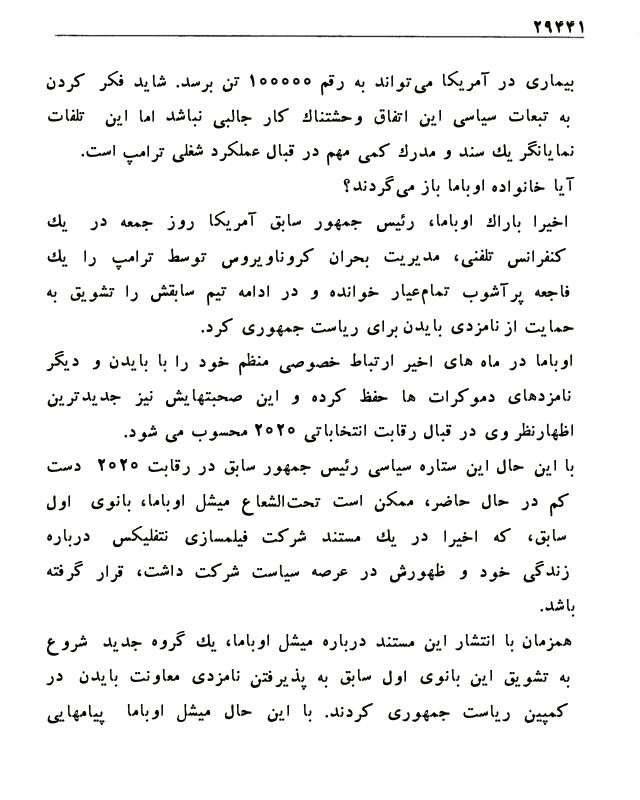 ۲۹۴۴۱
بیماری در آمریکا می‌تواند به رقم ۱۰۰۰۰۰ تن برسد. شاید فکر کردن
به تبعات سیاسی این اتفاق وحشتناك کار جالبی نباشد اما این تلفات
نمایانگر يك سند و مدرك کمی مهم در قبال عملکرد شغلی ترامپ است.
آیا خانواده اوباما باز می‌گردند؟
اخیرا باراك اوباما، رئیس جمهور سابق آمریکا روز جمعه در يك
کنفرانس تلفنی، مدیریت بحران کروناویروس توسط ترامپ را يك
فاجعه پرآشوب تمام‌عیار خوانده و در ادامه تیم سابقش را تشویق به
حمایت از نامزدی بایدن برای ریاست جمهوری کرد.
اوباما در ماه های اخیر ارتباط خصوصی منظم خود را با بایدن و دیگر
نامزدهای دموکرات ها حفظ کرده و این صحبتهایش نیز جدیدترین
اظهارنظر وی در قبال رقابت انتخاباتی ۲۰۲۰ محسوب می شود.
با این حال این ستاره سیاسی رئیس جمهور سابق در رقابت ۲۰۲۰ دست
کم در حال حاضر، ممکن است تحت‌الشعاع میشل اوباما، بانوی اول
سابق، که اخیرا در يك مستند شرکت فیلمسازی نتفلیکس درباره
زندگی خود و ظهورش در عرصه سیاست شرکت داشت، قرار گرفته
باشد.
همزمان با انتشار این مستند درباره میشل اوباما، يك گروه جدید شروع
به تشویق این بانوی اول سابق به پذیرفتن نامزدی معاونت بایدن در
کمپین ریاست جمهوری کردند. با این حال میشل اوباما پیامهایی